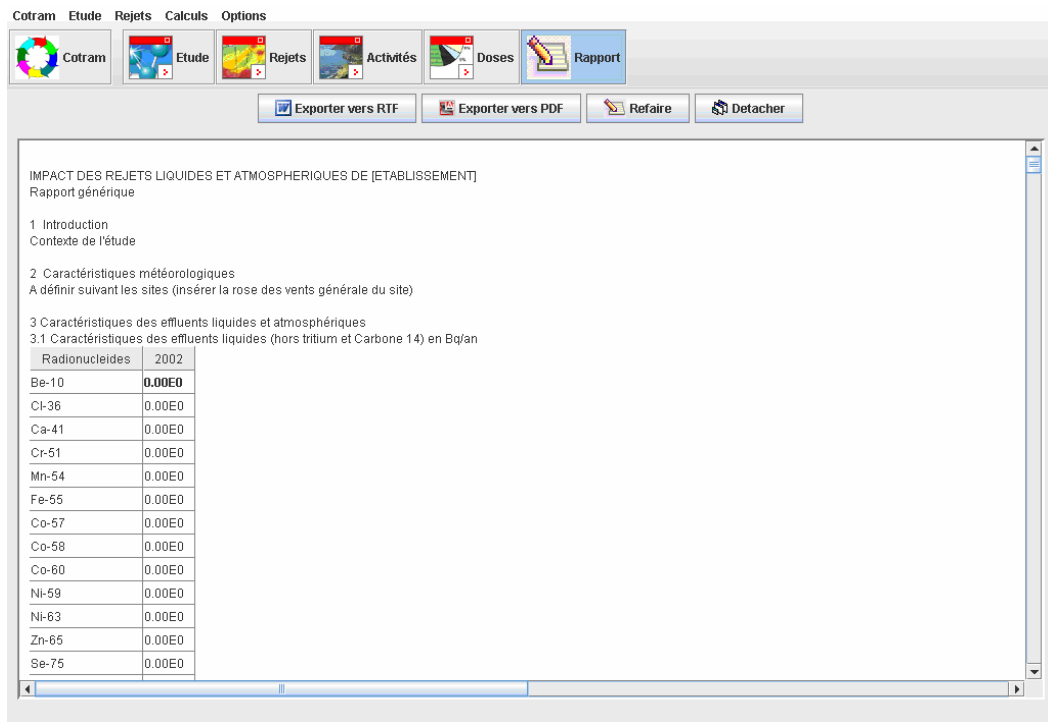 Cotram Etude Rejets Calculs Options
Cotram Etude Rejets Activités Doses Rapport
Exporter vers RTF Exporter vers PDF Refaire Detacher
IMPACT DES REJETS LIQUIDES ET ATMOSPHERIQUES DE [ETABLISSEMENT]
Rapport générique
1 Introduction
Contexte de l'étude
2 Caractéristiques météorologiques
A définir suivant les sites (insérer la rose des vents générale du site)
3 Caractéristiques des effluents liquides et atmosphériques
3.1 Caractéristiques des effluents liquides (hors tritium et Carbone 14) en Bq/an
Radionucleides 2002
Be-10 0.00E0
Cl-36 0.00E0
Ca-41 0.00E0
Cr-51 0.00E0
Mn-54 0.00E0
Fe-55 0.00E0
Co-57 0.00E0
Co-58 0.00E0
Co-60 0.00E0
Ni-59 0.00E0
Ni-63 0.00E0
Zn-65 0.00E0
Se-75 0.00E0